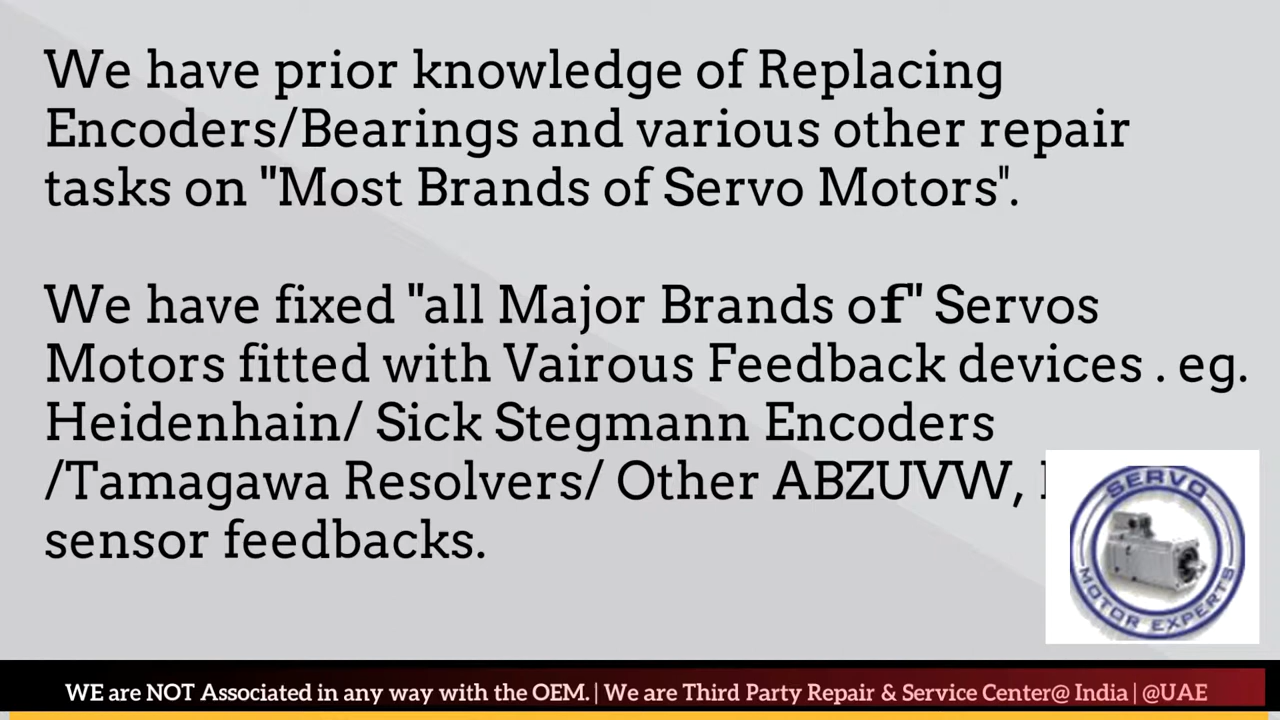 We have prior knowledge of Replacing
Encoders/Bearings and various other repair
tasks on "Most Brands of Servo Motors".
We have fixed "all Major Brands of" Servos
Motors fitted with Vairous Feedback devices . eg.
Heidenhain/ Sick Stegmann Encoders
/Tamagawa Resolvers/ Other ABZUVW,
sensor feedbacks.
SERVO
MOTOR EXPERTS
WE are NOT Associated in any way with the OEM. | We are Third Party Repair & Service Center@ India | @UAE